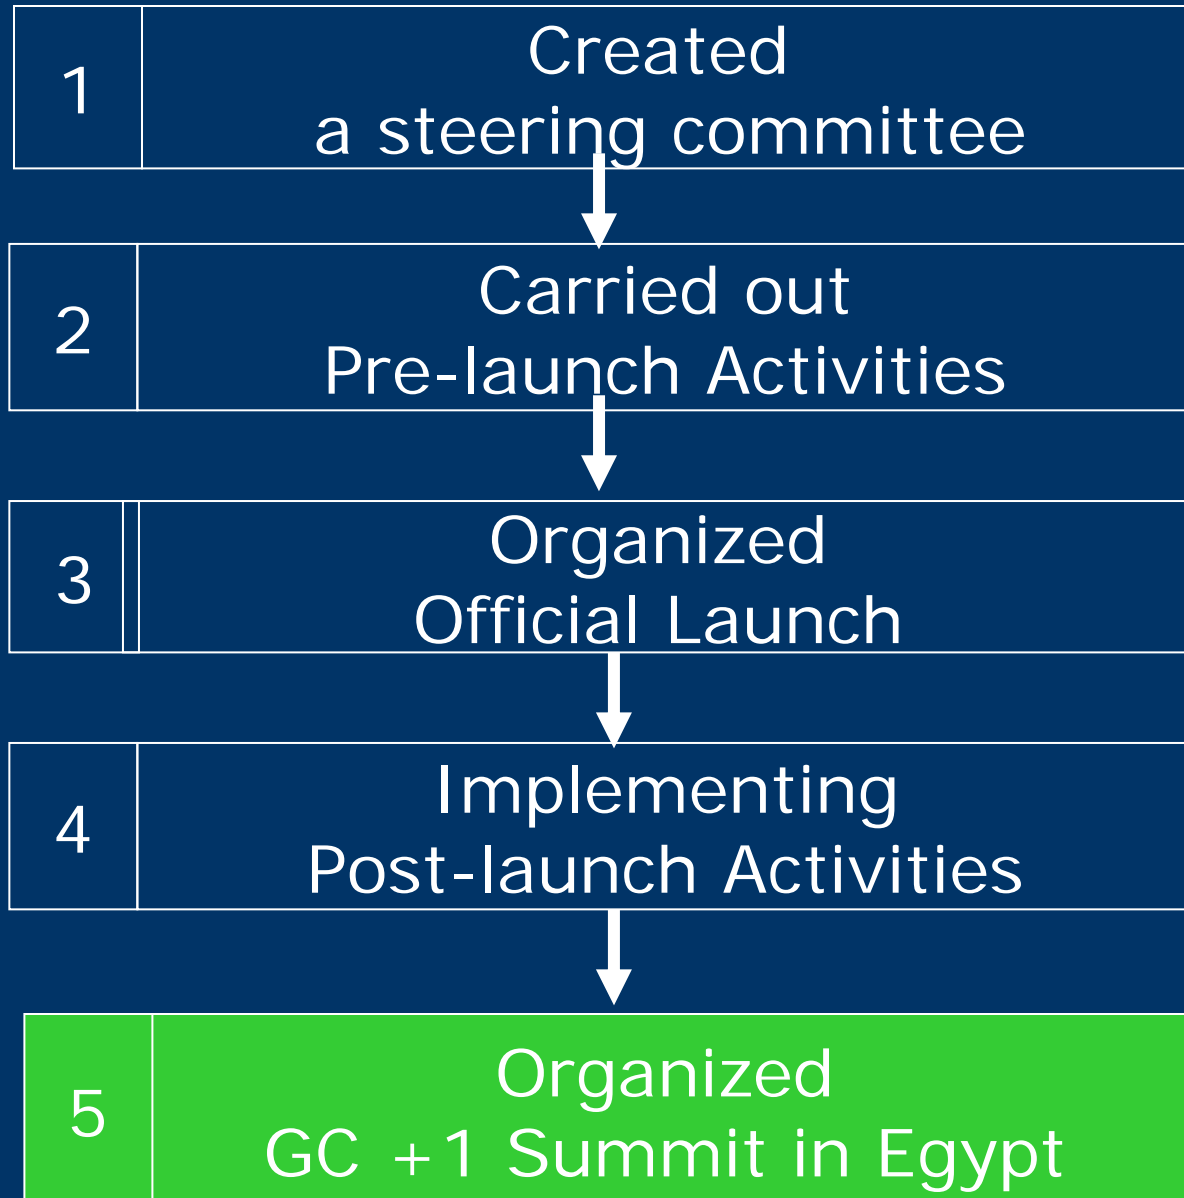 1
Created
a steering committee
2
Carried out
Pre-launch Activities
3
Organized
Official Launch
4
Implementing
Post-launch Activities
5
Organized
GC +1 Summit in Egypt